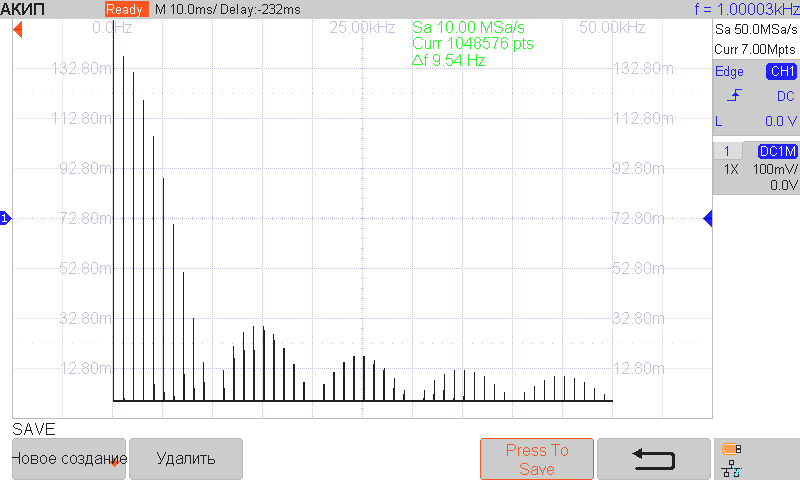 АКИП Ready M 10.0ms/ Delay:-232ms f = 1.00003kHz
0.0Hz 25.00kHz 50.00kHz
Sa 10.00 MSa/s
Curr 1048576 pts
Δf 9.54 Hz
Sa 50.0MSa/s
Curr 7.00Mpts
132.80m 132.80m
112.80m 112.80m
92.80m 92.80m
72.80m 72.80m
52.80m 52.80m
32.80m 32.80m
12.80m 12.80m
Edge CH1
DC
L 0.0 V
1 DC1M
1X 100mV/
0.0V
1
SAVE
Новое создание
Удалить
Press To
Save